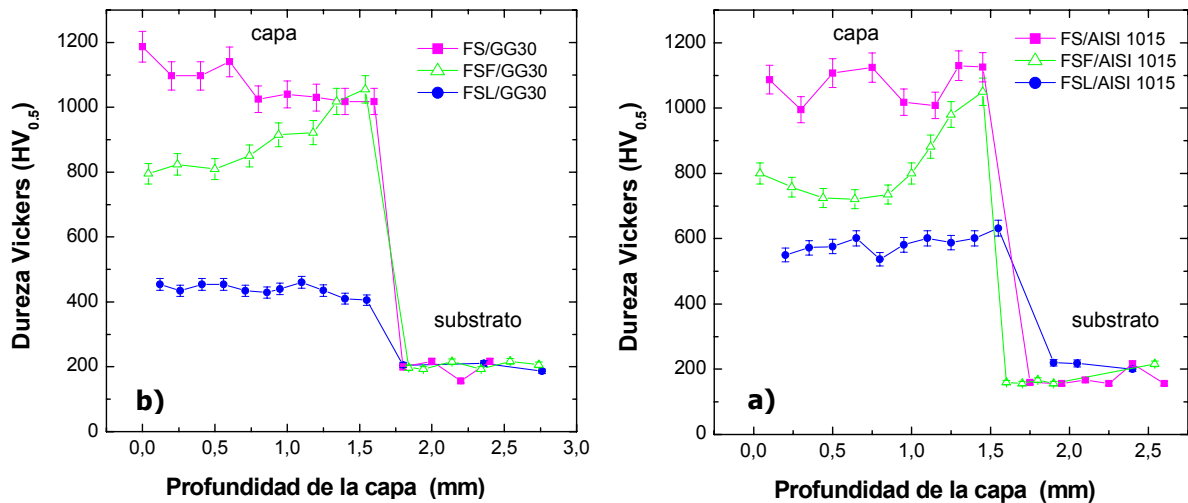 capa
FS/GG30
FSF/GG30
FSL/GG30
1200
1000
800
600
400
200
0
Dureza Vickers (HV0.5)
substrato
b)
0,0 0,5 1,0 1,5 2,0 2,5 3,0
Profundidad de la capa (mm)
capa
FS/AISI 1015
FSF/AISI 1015
FSL/AISI 1015
1200
1000
800
600
400
200
0
Dureza Vickers (HV0.5)
substrato
a)
0,0 0,5 1,0 1,5 2,0 2,5
Profundidad de la capa (mm)